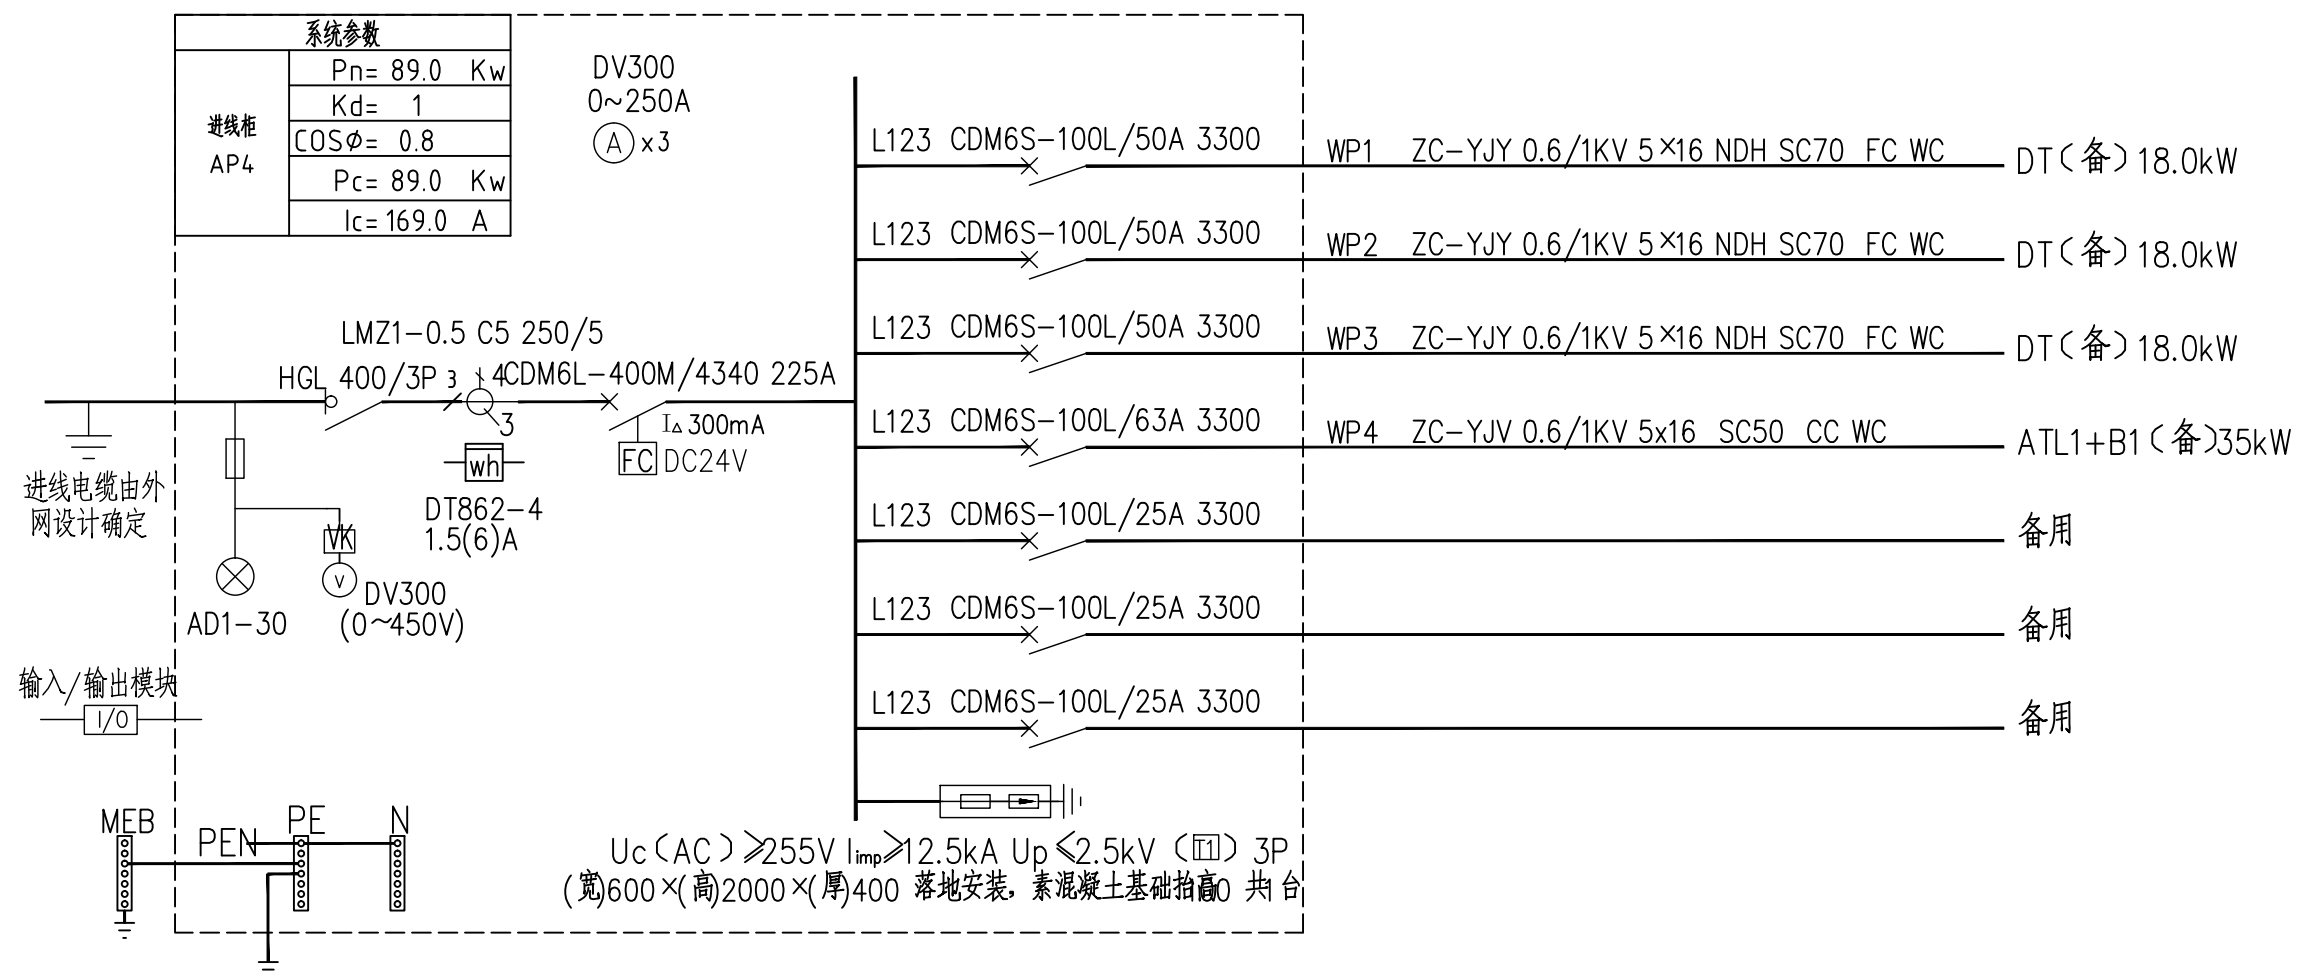 系统参数
进线柜
AP4
Pn= 89.0 Kw
Kd= 1
COSφ= 0.8
Pc= 89.0 Kw
Ic= 169.0 A
DV300
0~250A
A x3
LMZ1-0.5 C5 250/5
HGL 400/3P 3 4 CDM6L-400M/4340 225A
3
I△ 300mA
FC DC24V
wh
DT862-4
1.5(6)A
进线电缆由外
网设计确定
VK
V
DV300
(0~450V)
AD1-30
输入/输出模块
I/O
L123 CDM6S-100L/50A 3300 WP1 ZC-YJY 0.6/1KV 5×16 NDH SC70 FC WC DT(备)18.0kW
L123 CDM6S-100L/50A 3300 WP2 ZC-YJY 0.6/1KV 5×16 NDH SC70 FC WC DT(备)18.0kW
L123 CDM6S-100L/50A 3300 WP3 ZC-YJY 0.6/1KV 5×16 NDH SC70 FC WC DT(备)18.0kW
L123 CDM6S-100L/63A 3300 WP4 ZC-YJV 0.6/1KV 5x16 SC50 CC WC ATL1+B1(备)35kW
L123 CDM6S-100L/25A 3300 备用
L123 CDM6S-100L/25A 3300 备用
L123 CDM6S-100L/25A 3300 备用
MEB PEN PE N
Uc(AC)≥255V Iimp≥12.5kA Up≤2.5kV (T1) 3P
(宽)600×(高)2000×(厚)400 落地安装，素混凝土基础抬高 共1台